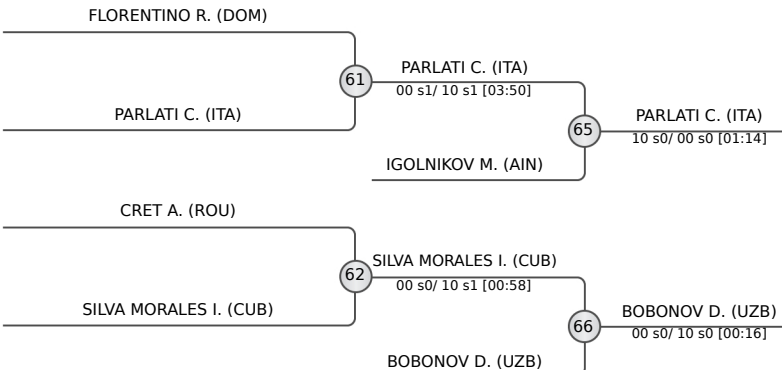 FLORENTINO R. (DOM)
61
PARLATI C. (ITA)
00 s1/ 10 s1 [03:50]
PARLATI C. (ITA)
65
PARLATI C. (ITA)
10 s0/ 00 s0 [01:14]
IGOLNIKOV M. (AIN)
CRET A. (ROU)
62
SILVA MORALES I. (CUB)
00 s0/ 10 s1 [00:58]
SILVA MORALES I. (CUB)
66
BOBONOV D. (UZB)
00 s0/ 10 s0 [00:16]
BOBONOV D. (UZB)